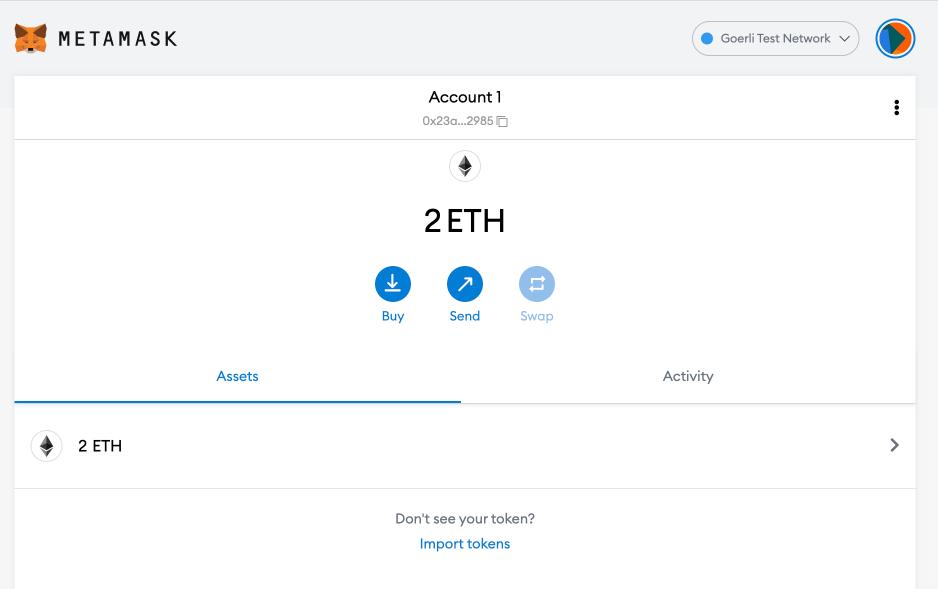 METAMASK
Goerli Test Network
Account 1
0x23a...2985
2 ETH
Buy
Send
Swap
Assets
Activity
2 ETH
Don't see your token?
Import tokens